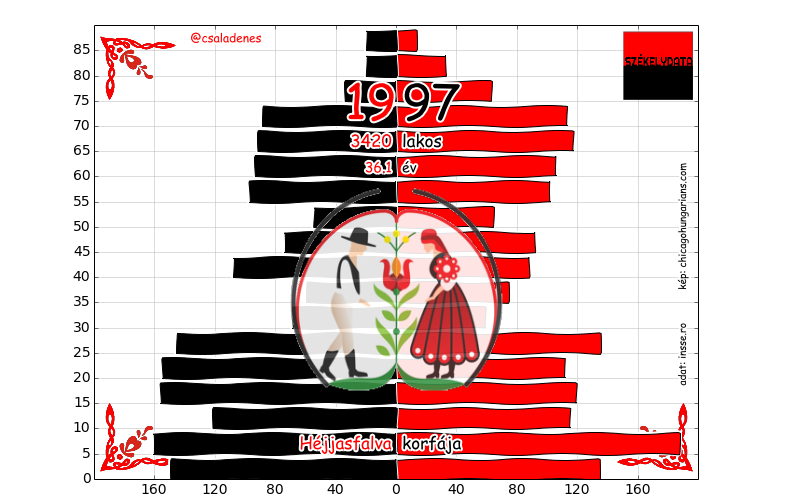 @csaladenes
SZÉKELYDATA
1997
3420 lakos
36.1 év
kép: chicagohungarians.com
adat: insse.ro
Héjjasfalva korfája
85
80
75
70
65
60
55
50
45
40
35
30
25
20
15
10
5
0
160 120 80 40 0 40 80 120 160